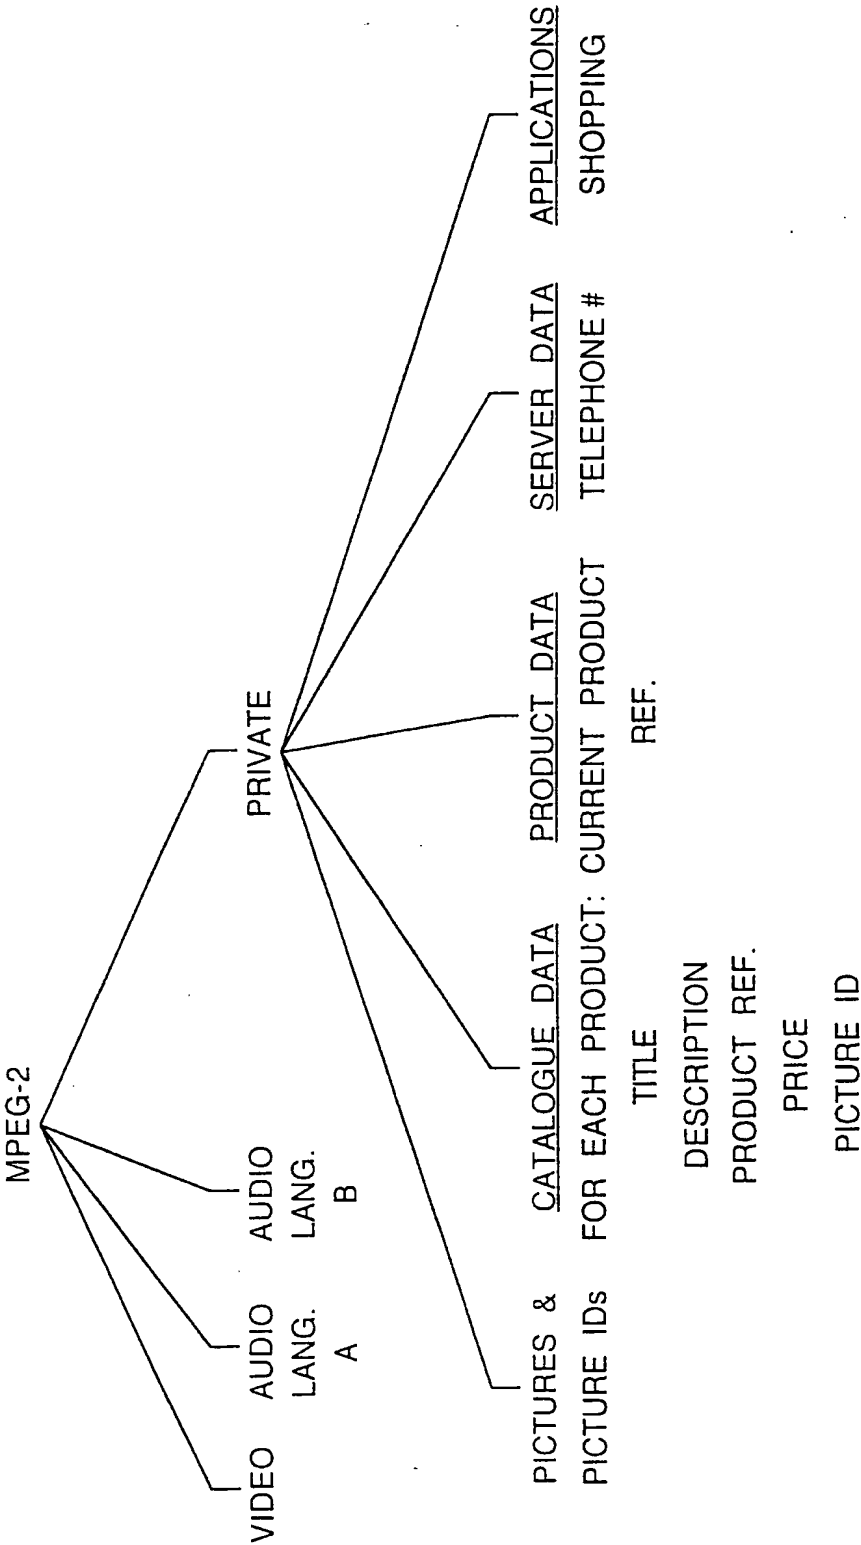 MPEG-2
VIDEO
AUDIO
LANG.
A
AUDIO
LANG.
B
PRIVATE
PICTURES &
PICTURE IDs
CATALOGUE DATA
FOR EACH PRODUCT:
TITLE
DESCRIPTION
PRODUCT REF.
PRICE
PICTURE ID
PRODUCT DATA
CURRENT PRODUCT
REF.
SERVER DATA
TELEPHONE #
APPLICATIONS
SHOPPING